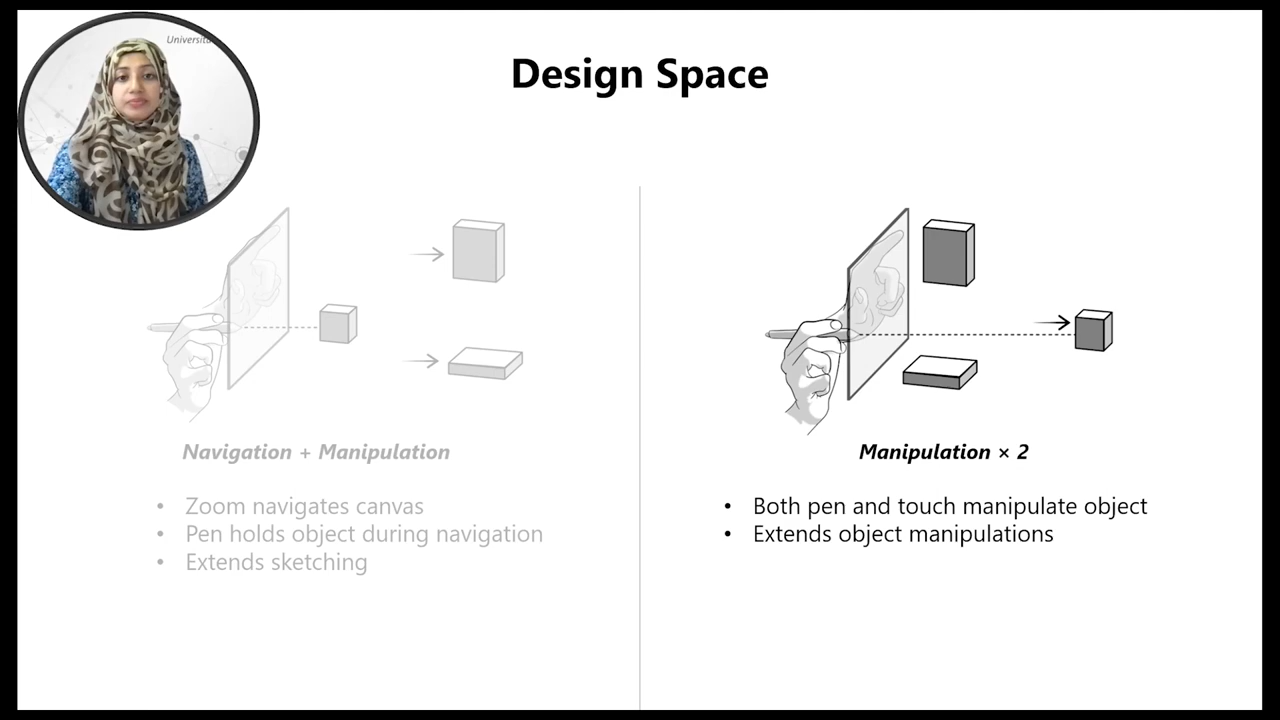 Design Space
Navigation + Manipulation
• Zoom navigates canvas
• Pen holds object during navigation
• Extends sketching
Manipulation × 2
• Both pen and touch manipulate object
• Extends object manipulations